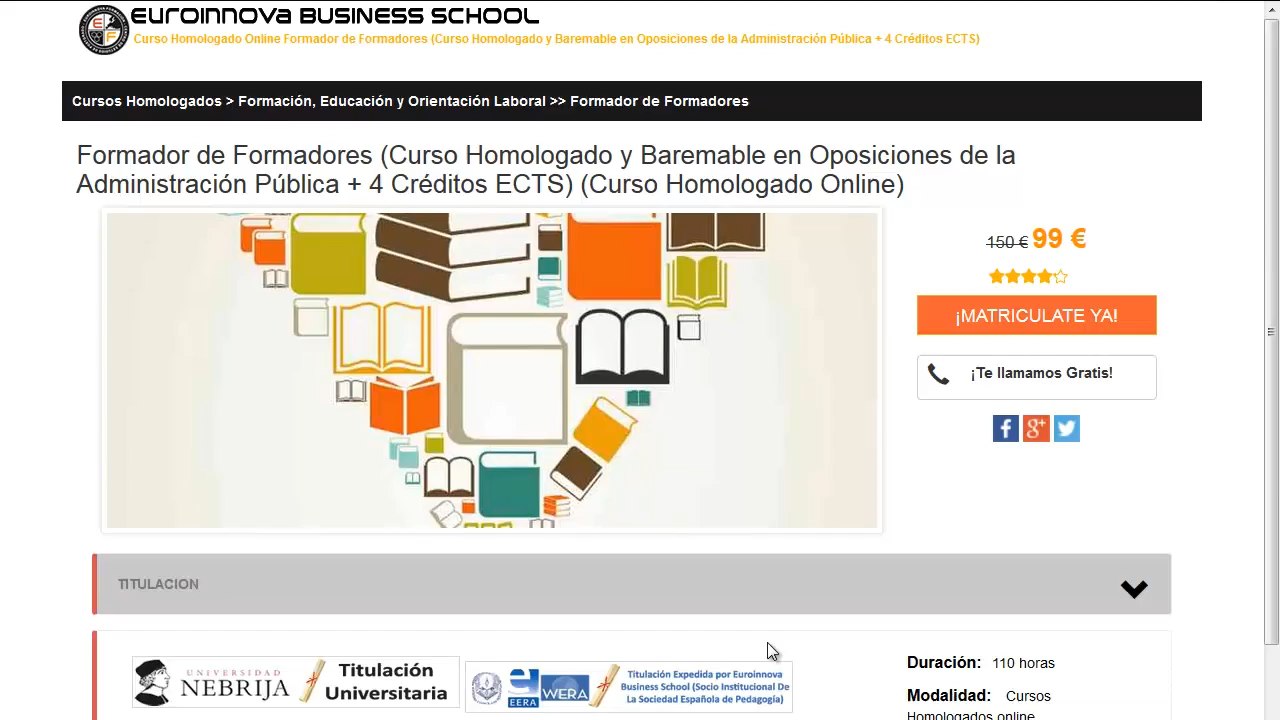 EUROINNOVA BUSINESS SCHOOL
Curso Homologado Online Formador de Formadores (Curso Homologado y Baremable en Oposiciones de la Administración Pública + 4 Créditos ECTS)
Cursos Homologados > Formación, Educación y Orientación Laboral >> Formador de Formadores
Formador de Formadores (Curso Homologado y Baremable en Oposiciones de la
Administración Pública + 4 Créditos ECTS) (Curso Homologado Online)
150 € 99 €
¡MATRICULATE YA!
¡Te llamamos Gratis!
TITULACION
UNIVERSIDAD
NEBRIJA
Titulación
Universitaria
EERA
WERA
Titulación Expedida por Euroinnova
Business School (Socio Institucional De
La Sociedad Española de Pedagogía)
Duración: 110 horas
Modalidad: Cursos
Homologados online